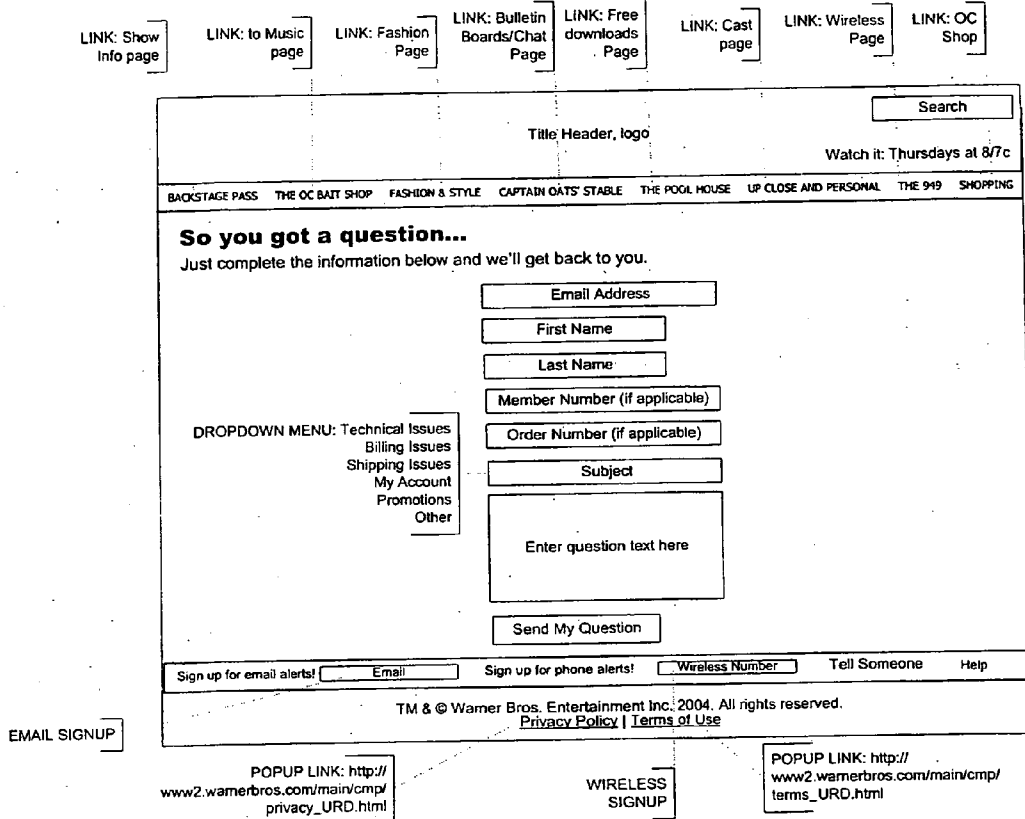 LINK: Show
Info page
LINK: to Music
page
LINK: Fashion
Page
LINK: Bulletin
Boards/Chat
Page
LINK: Free
downloads
Page
LINK: Cast
page
LINK: Wireless
Page
LINK: OC
Shop
Search
Title Header, logo
Watch it: Thursdays at 8/7c
BACKSTAGE PASS THE OC BAIT SHOP FASHION & STYLE CAPTAIN OATS' STABLE THE POOL HOUSE UP CLOSE AND PERSONAL THE 949 SHOPPING
So you got a question...
Just complete the information below and we'll get back to you.
Email Address
First Name
Last Name
Member Number (if applicable)
Order Number (if applicable)
DROPDOWN MENU: Technical Issues
Billing Issues
Shipping Issues
My Account
Promotions
Other
Subject
Enter question text here
Send My Question
Sign up for email alerts! Email Sign up for phone alerts! Wireless Number Tell Someone Help
TM & © Warner Bros. Entertainment Inc. 2004. All rights reserved.
Privacy Policy | Terms of Use
EMAIL SIGNUP
POPUP LINK: http://
www2.warnerbros.com/main/cmp/
privacy_URD.html
WIRELESS
SIGNUP
POPUP LINK: http://
www2.warnerbros.com/main/cmp/
terms_URD.html